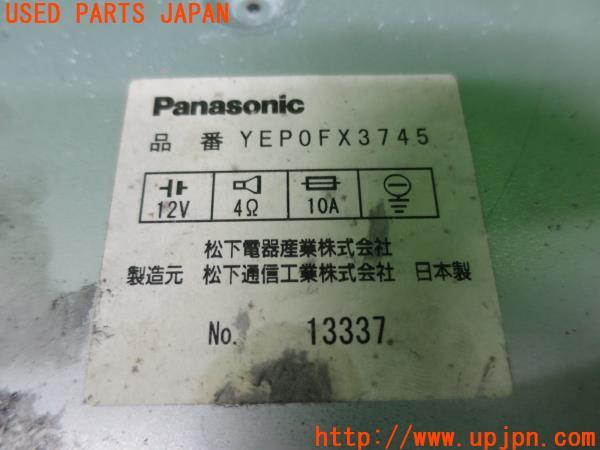 USED PARTS JAPAN
Panasonic
品 番 YEP0FX3745
12V 4Ω 10A
松下電器産業株式会社
製造元 松下通信工業株式会社 日本製
No. 13337
http://www.upjpn.com